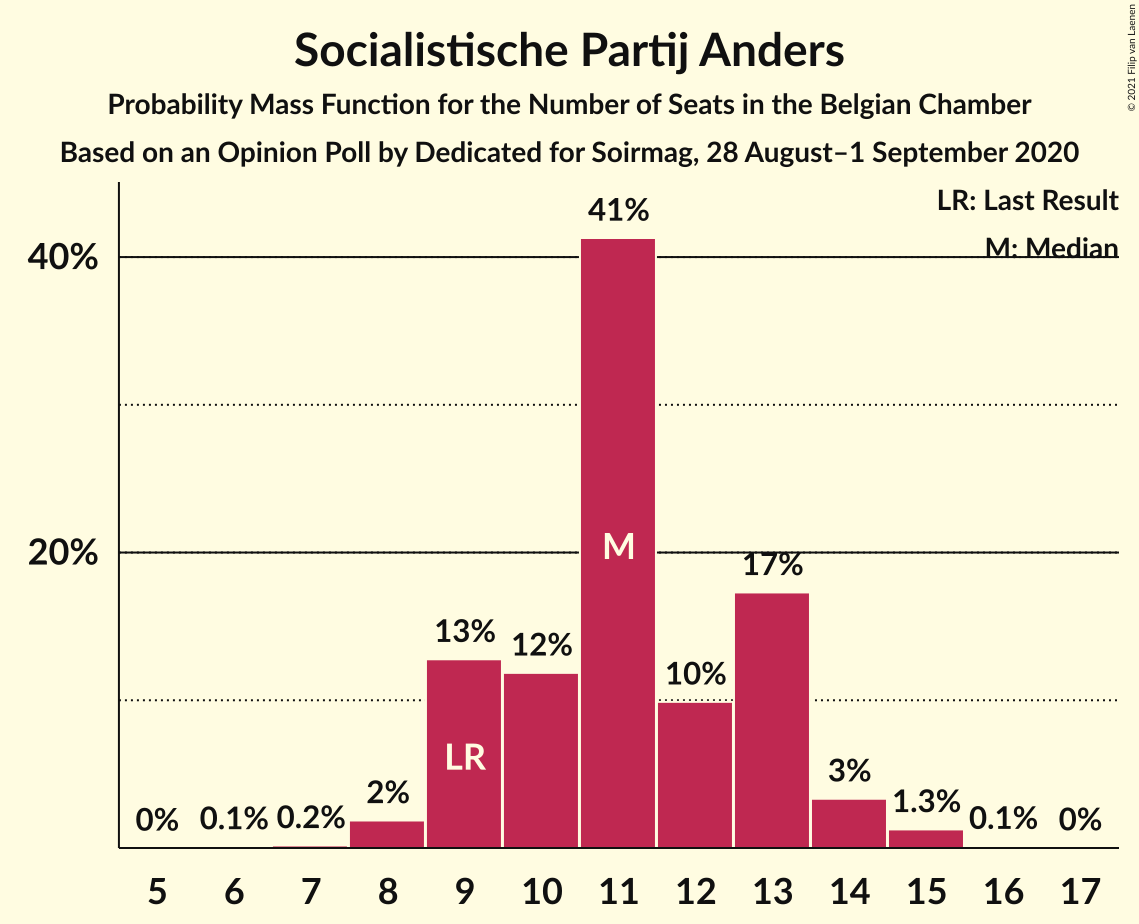 Socialistische Partij Anders
Probability Mass Function for the Number of Seats in the Belgian Chamber
Based on an Opinion Poll by Dedicated for Soirmag, 28 August–1 September 2020
© 2021 Filip van Laenen
LR: Last Result
M: Median
40%
20%
0%
0.1%
0.2%
2%
13%
12%
41%
10%
17%
3%
1.3%
0.1%
0%
LR
M
5 6 7 8 9 10 11 12 13 14 15 16 17